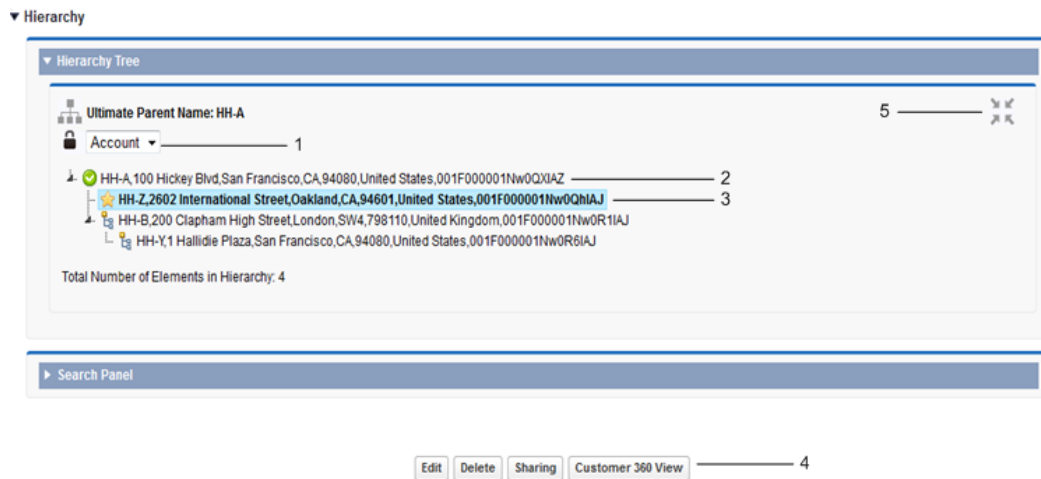 Hierarchy
Hierarchy Tree
Ultimate Parent Name: HH-A
5
Account
1
HH-A,100 Hickey Blvd,San Francisco,CA,94080,United States,001F000001Nw0QXIAZ
2
HH-Z,2602 International Street,Oakland,CA,94601,United States,001F000001Nw0QhIAJ
3
HH-B,200 Clapham High Street,London,SW4,798110,United Kingdom,001F000001Nw0R1IAJ
HH-Y,1 Hallidie Plaza,San Francisco,CA,94080,United States,001F000001Nw0R6IAJ
Total Number of Elements in Hierarchy: 4
Search Panel
Edit Delete Sharing Customer 360 View
4